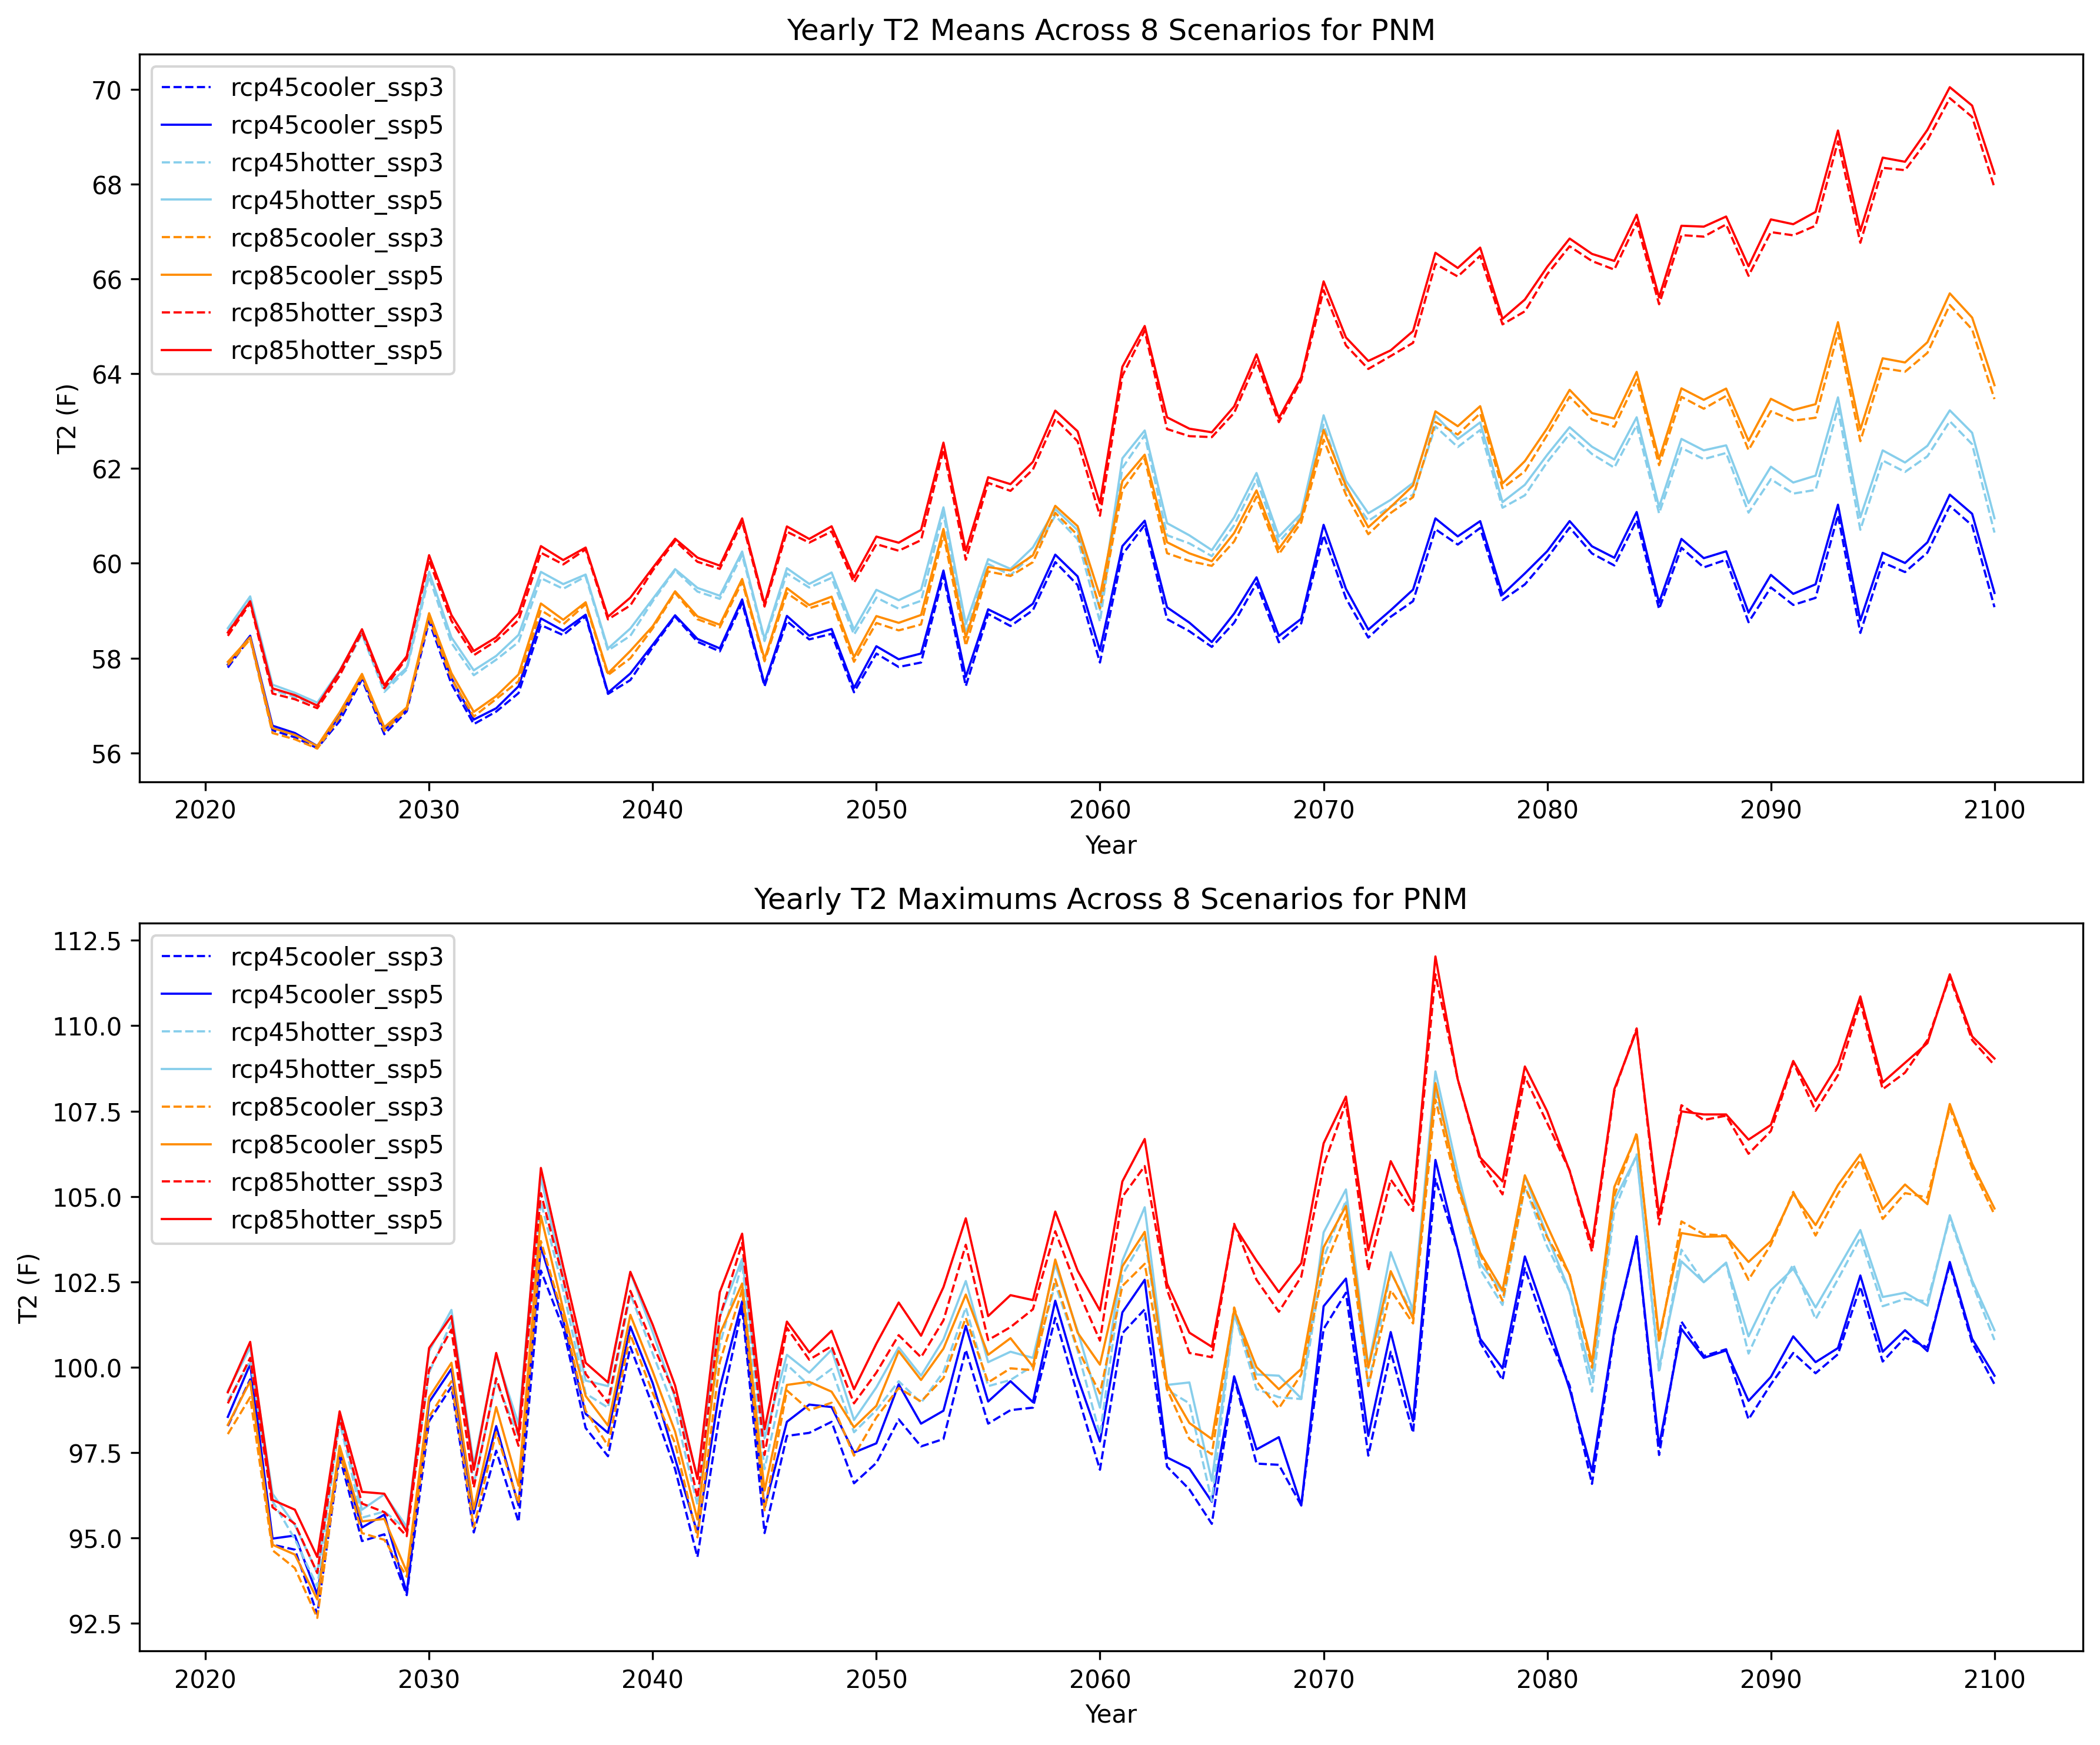 Yearly T2 Means Across 8 Scenarios for PNM
rcp45cooler_ssp3
rcp45cooler_ssp5
rcp45hotter_ssp3
rcp45hotter_ssp5
rcp85cooler_ssp3
rcp85cooler_ssp5
rcp85hotter_ssp3
rcp85hotter_ssp5
T2 (F)
70
68
66
64
62
60
58
56
2020 2030 2040 2050 2060 2070 2080 2090 2100
Year
Yearly T2 Maximums Across 8 Scenarios for PNM
rcp45cooler_ssp3
rcp45cooler_ssp5
rcp45hotter_ssp3
rcp45hotter_ssp5
rcp85cooler_ssp3
rcp85cooler_ssp5
rcp85hotter_ssp3
rcp85hotter_ssp5
T2 (F)
112.5
110.0
107.5
105.0
102.5
100.0
97.5
95.0
92.5
2020 2030 2040 2050 2060 2070 2080 2090 2100
Year